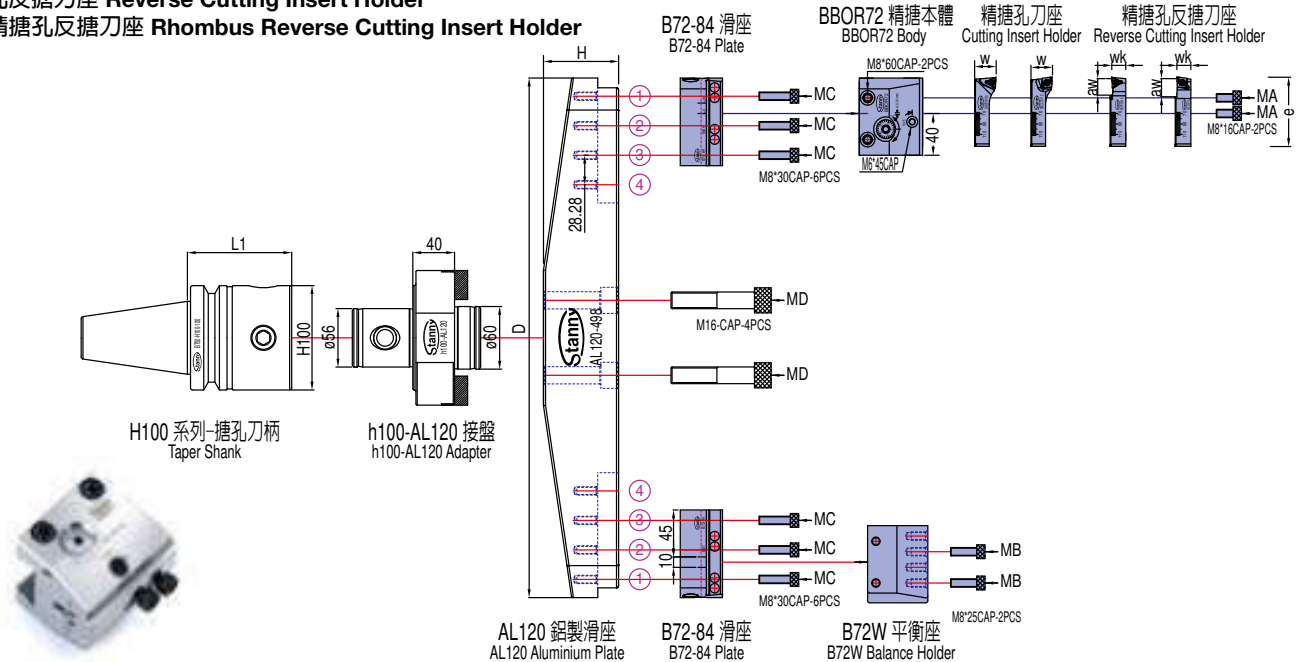 孔反搪刀座 Reverse Cutting Insert Holder
精搪孔反搪刀座 Rhombus Reverse Cutting Insert Holder
B72-84 滑座
B72-84 Plate
BBOR72 精搪本體
BBOR72 Body
精搪孔刀座
Cutting Insert Holder
精搪孔反搪刀座
Reverse Cutting Insert Holder
H
M8*60CAP-2PCS
w
w
wk
wk
aw
aw
e
1
2
3
4
MC
MC
MC
M8*30CAP-6PCS
Stanny
40
M6*45CAP
MA
MA
M8*16CAP-2PCS
28.28
L1
40
D
H100
ø56
Stanny
h100-AL120
ø60
Stanny
AL120-498
MD
M16-CAP-4PCS
MD
H100 系列-搪孔刀柄
Taper Shank
h100-AL120 接盤
h100-AL120 Adapter
4
3
2
1
45
10
MC
MC
MC
M8*30CAP-6PCS
MB
MB
M8*25CAP-2PCS
AL120 鋁製滑座
AL120 Aluminium Plate
B72-84 滑座
B72-84 Plate
B72W 平衡座
B72W Balance Holder